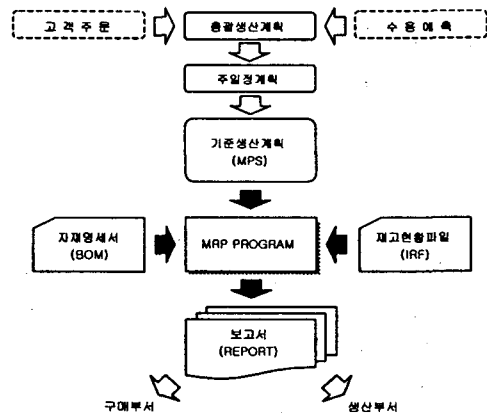 고객주문
총괄생산계획
수용예측
주일정계획
기준생산계획
(MPS)
자재명세서
(BOM)
MRP PROGRAM
재고현황파일
(IRF)
보고서
(REPORT)
구매부서
생산부서